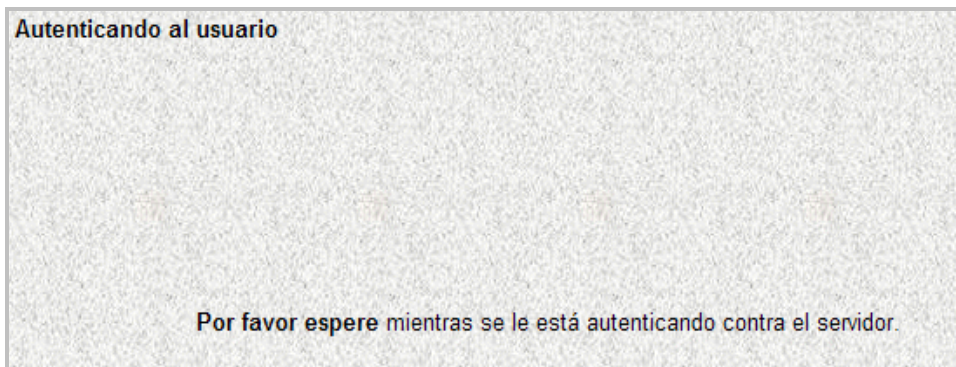 Autenticando al usuario
Por favor espere mientras se le está autenticando contra el servidor.